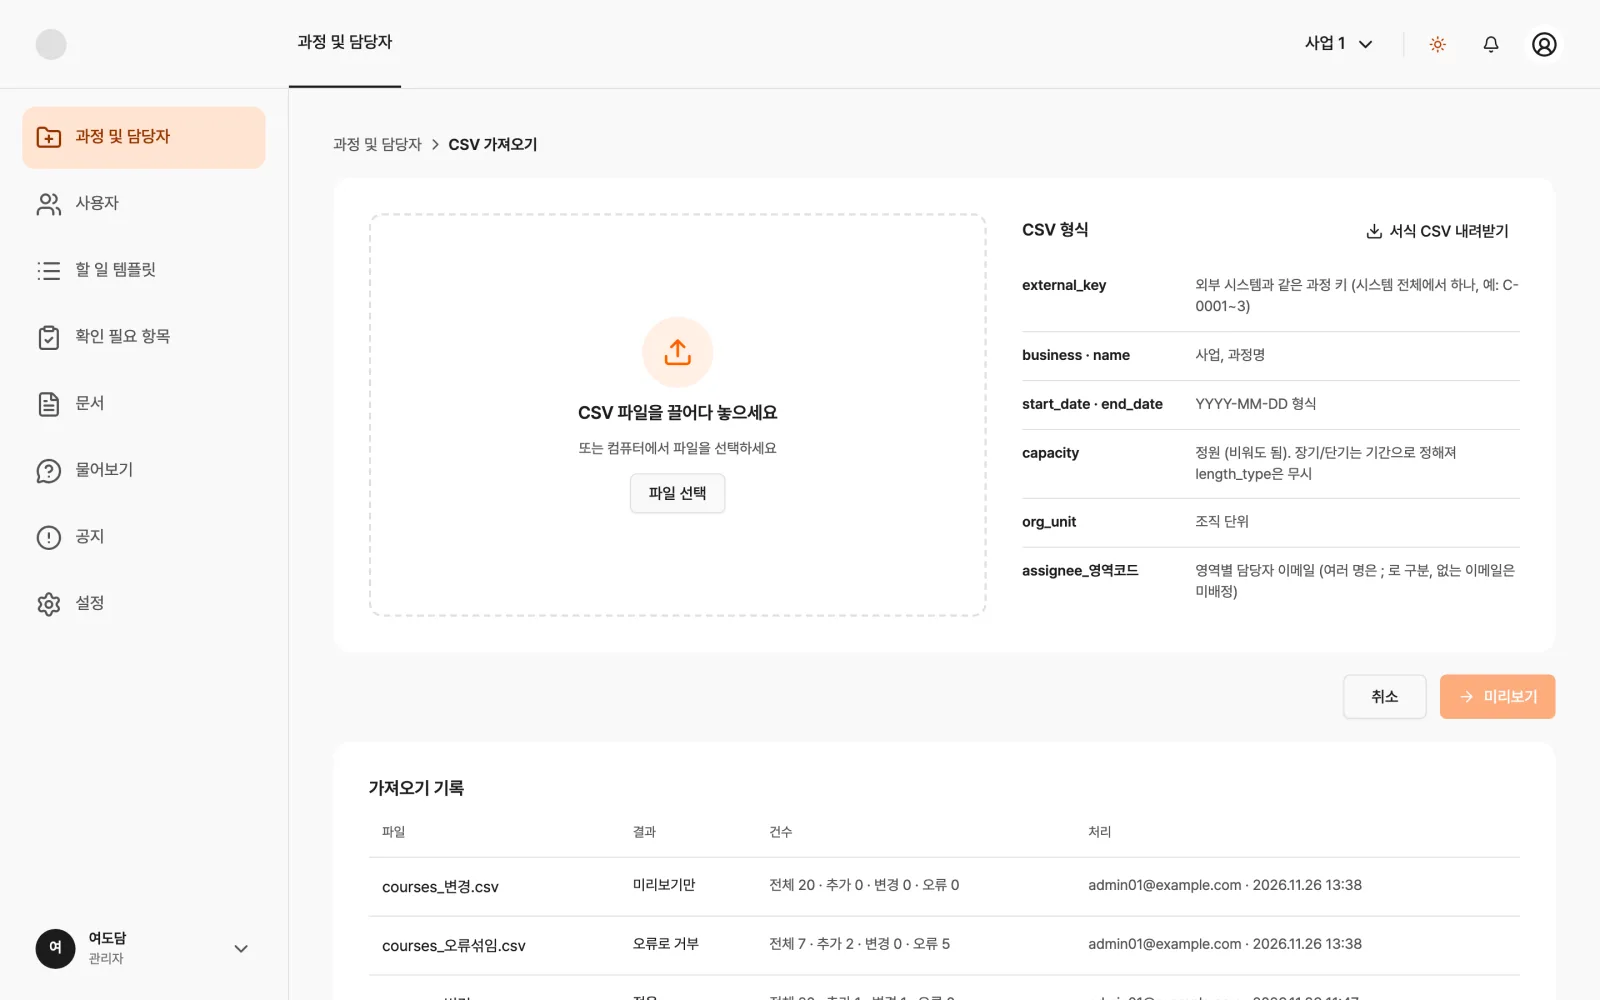 과정 및 담당자
사업 1
과정 및 담당자
사용자
할 일 템플릿
확인 필요 항목
문서
물어보기
공지
설정
여
여도담
관리자
과정 및 담당자 > CSV 가져오기
CSV 파일을 끌어다 놓으세요
또는 컴퓨터에서 파일을 선택하세요
파일 선택
CSV 형식
서식 CSV 내려받기
external_key
외부 시스템과 같은 과정 키 (시스템 전체에서 하나, 예: C-
0001~3)
business · name
사업, 과정명
start_date · end_date
YYYY-MM-DD 형식
capacity
정원 (비워도 됨). 장기/단기는 기간으로 정해져
length_type은 무시
org_unit
조직 단위
assignee_영역코드
영역별 담당자 이메일 (여러 명은 ; 로 구분, 없는 이메일은
미배정)
취소
미리보기
가져오기 기록
파일 결과 건수 처리
courses_변경.csv 미리보기만 전체 20 · 추가 0 · 변경 0 · 오류 0 admin01@example.com · 2026.11.26 13:38
courses_오류섞임.csv 오류로 거부 전체 7 · 추가 2 · 변경 0 · 오류 5 admin01@example.com · 2026.11.26 13:38